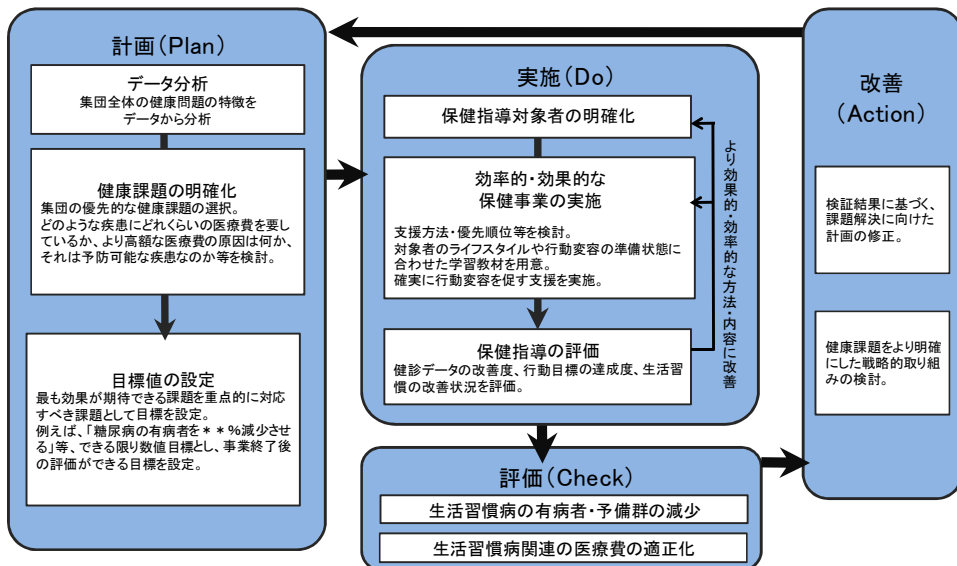 計画（Plan）
データ分析
集団全体の健康問題の特徴を
データから分析
健康課題の明確化
集団の優先的な健康課題の選択。
どのような疾患にどれくらいの医療費を要し
ているか、より高額な医療費の原因は何か、
それは予防可能な疾患なのか等を検討。
目標値の設定
最も効果が期待できる課題を重点的に対応
すべき課題として目標を設定。
例えば、「糖尿病の有病者を＊＊％減少させ
る」等、できる限り数値目標とし、事業終了後
の評価ができる目標を設定。
実施（Do）
保健指導対象者の明確化
効率的・効果的な
保健事業の実施
支援方法・優先順位等を検討。
対象者のライフスタイルや行動変容の準備状態に
合わせた学習教材を用意。
確実に行動変容を促す支援を実施。
保健指導の評価
健診データの改善度、行動目標の達成度、生活習
慣の改善状況を評価。
より効果的・効率的な方法・内容に改善
評価（Check）
生活習慣病の有病者・予備群の減少
生活習慣病関連の医療費の適正化
改善
（Action）
検証結果に基づく、
課題解決に向けた
計画の修正。
健康課題をより明確
にした戦略的取り組
みの検討。